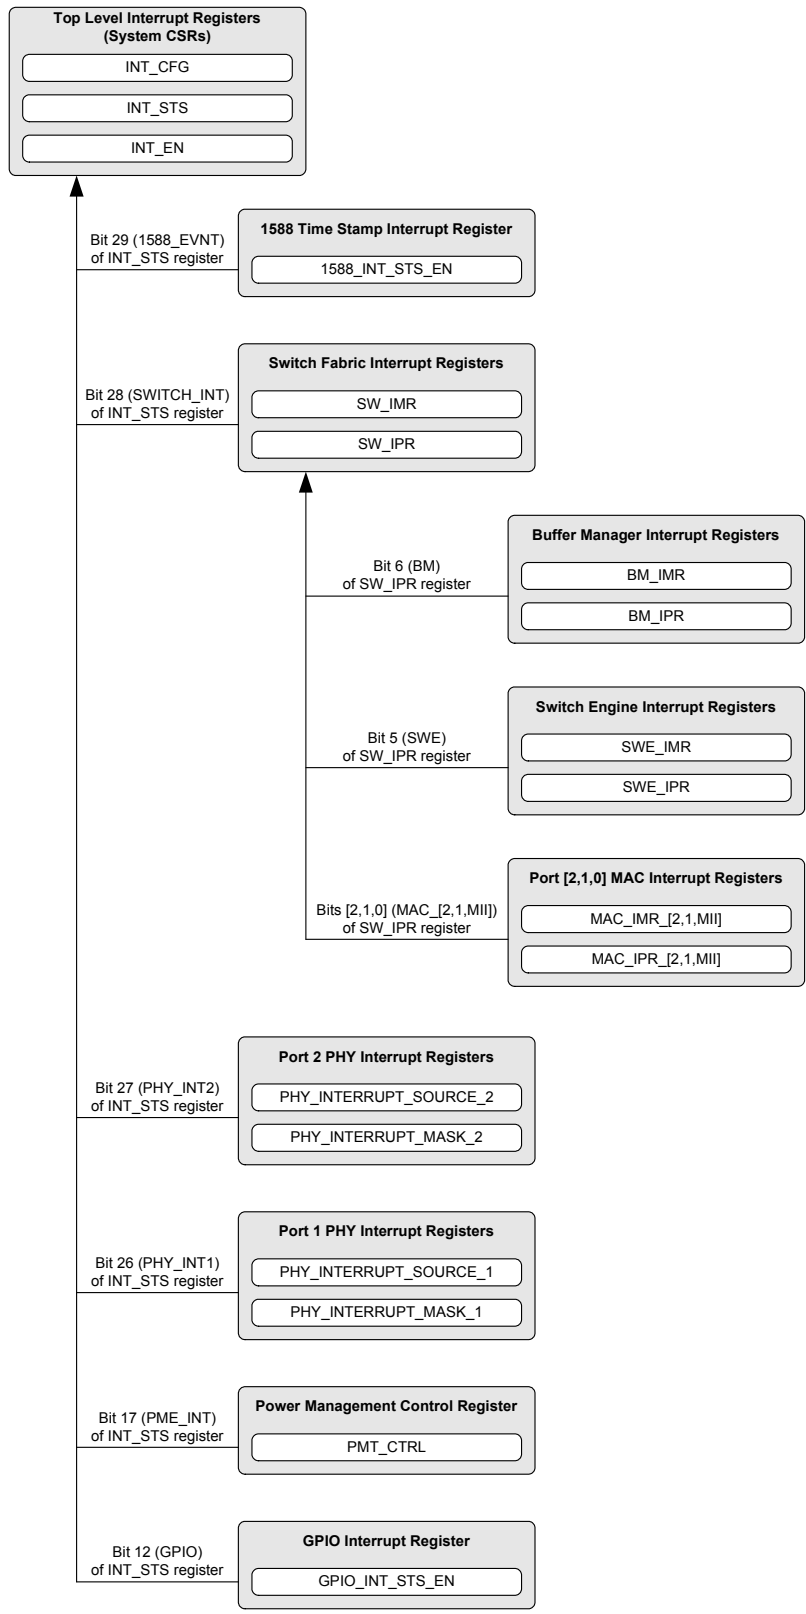 Top Level Interrupt Registers
(System CSRs)
INT_CFG
INT_STS
INT_EN
Bit 29 (1588_EVNT)
of INT_STS register
1588 Time Stamp Interrupt Register
1588_INT_STS_EN
Bit 28 (SWITCH_INT)
of INT_STS register
Switch Fabric Interrupt Registers
SW_IMR
SW_IPR
Bit 6 (BM)
of SW_IPR register
Buffer Manager Interrupt Registers
BM_IMR
BM_IPR
Bit 5 (SWE)
of SW_IPR register
Switch Engine Interrupt Registers
SWE_IMR
SWE_IPR
Bits [2,1,0] (MAC_[2,1,MII])
of SW_IPR register
Port [2,1,0] MAC Interrupt Registers
MAC_IMR_[2,1,MII]
MAC_IPR_[2,1,MII]
Bit 27 (PHY_INT2)
of INT_STS register
Port 2 PHY Interrupt Registers
PHY_INTERRUPT_SOURCE_2
PHY_INTERRUPT_MASK_2
Bit 26 (PHY_INT1)
of INT_STS register
Port 1 PHY Interrupt Registers
PHY_INTERRUPT_SOURCE_1
PHY_INTERRUPT_MASK_1
Bit 17 (PME_INT)
of INT_STS register
Power Management Control Register
PMT_CTRL
Bit 12 (GPIO)
of INT_STS register
GPIO Interrupt Register
GPIO_INT_STS_EN